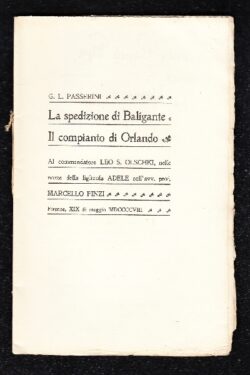 G. L. PASSERINI
La spedizione di Baligante e
Il compianto di Orlando
Al commendatore LEO S. OLSCHKI, nelle
nozze della figliuola ADELE coll'avv. prof.
MARCELLO FINZI
Firenze, XIX di maggio MDCCCCVIII